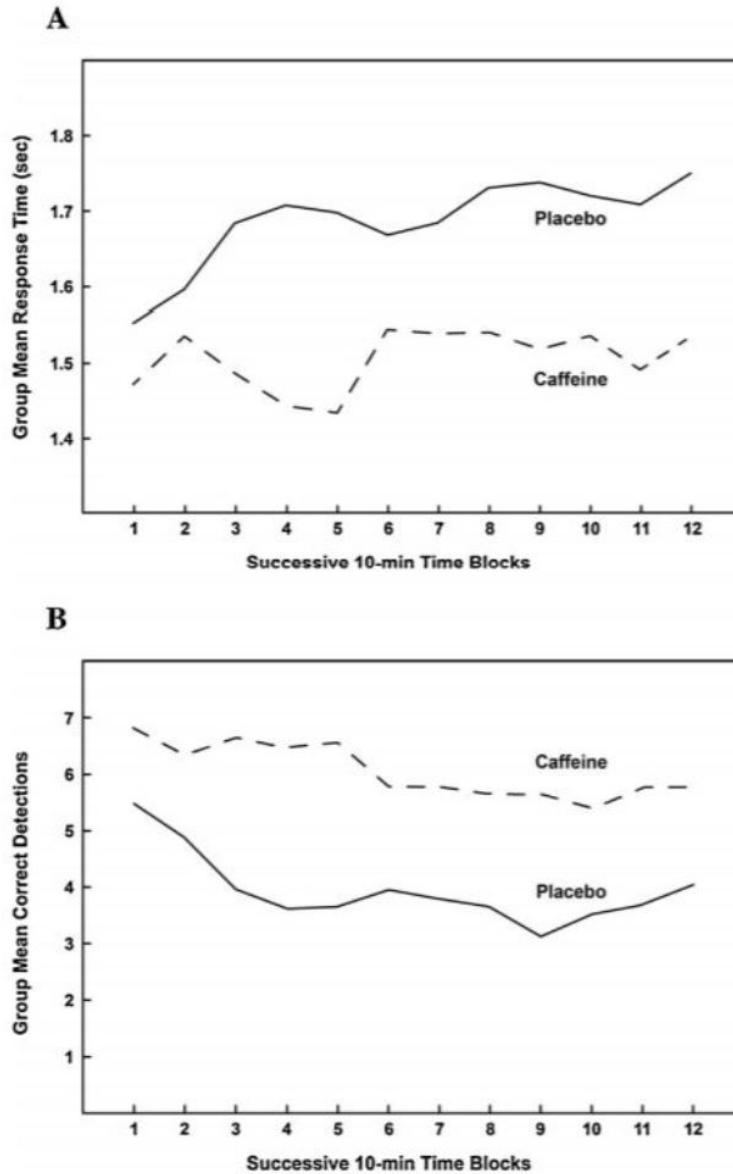 A
Group Mean Response Time (sec)
1.8
1.7
1.6
1.5
1.4
Placebo
Caffeine
1 2 3 4 5 6 7 8 9 10 11 12
Successive 10-min Time Blocks
B
Group Mean Correct Detections
7
6
5
4
3
2
1
Caffeine
Placebo
1 2 3 4 5 6 7 8 9 10 11 12
Successive 10-min Time Blocks